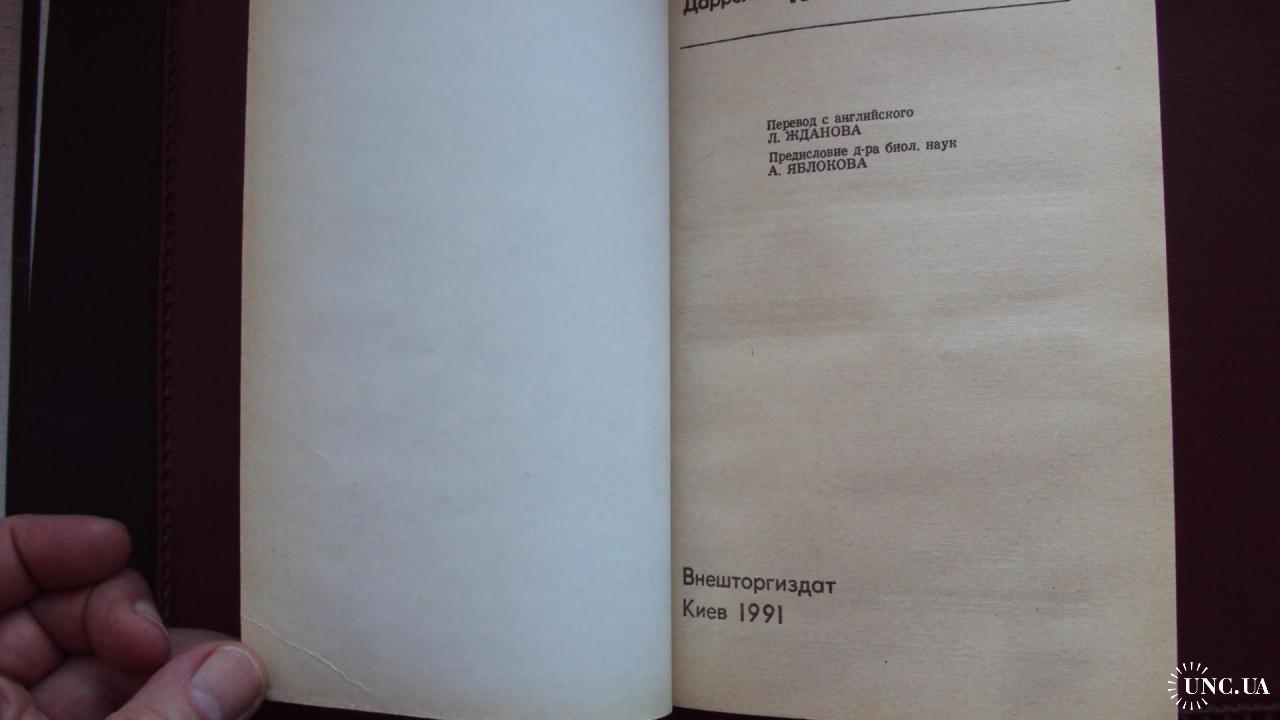 Перевод с английского
Л. ЖДАНОВА
Предисловие д-ра биол. наук
А. ЯБЛОКОВА
Внешторгиздат
Киев 1991
UNC.UA